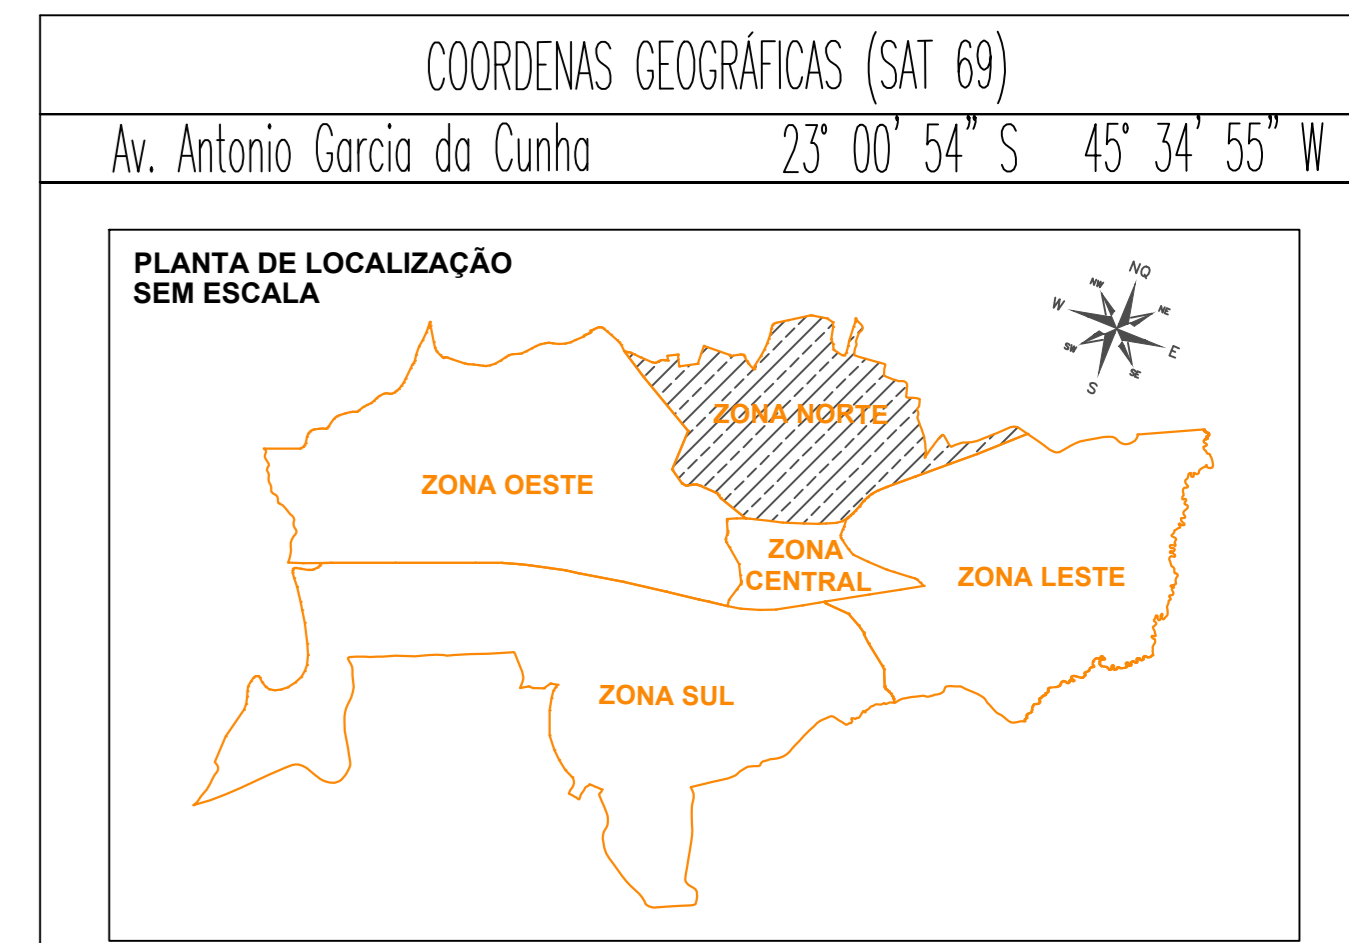 COORDENAS GEOGRÁFICAS (SAT 69)
Av. Antonio Garcia da Cunha 23° 00' 54" S 45° 34' 55" W
PLANTA DE LOCALIZAÇÃO
SEM ESCALA
NQ
NW
NE
W
E
SW
SE
S
ZONA NORTE
ZONA OESTE
ZONA
CENTRAL
ZONA LESTE
ZONA SUL